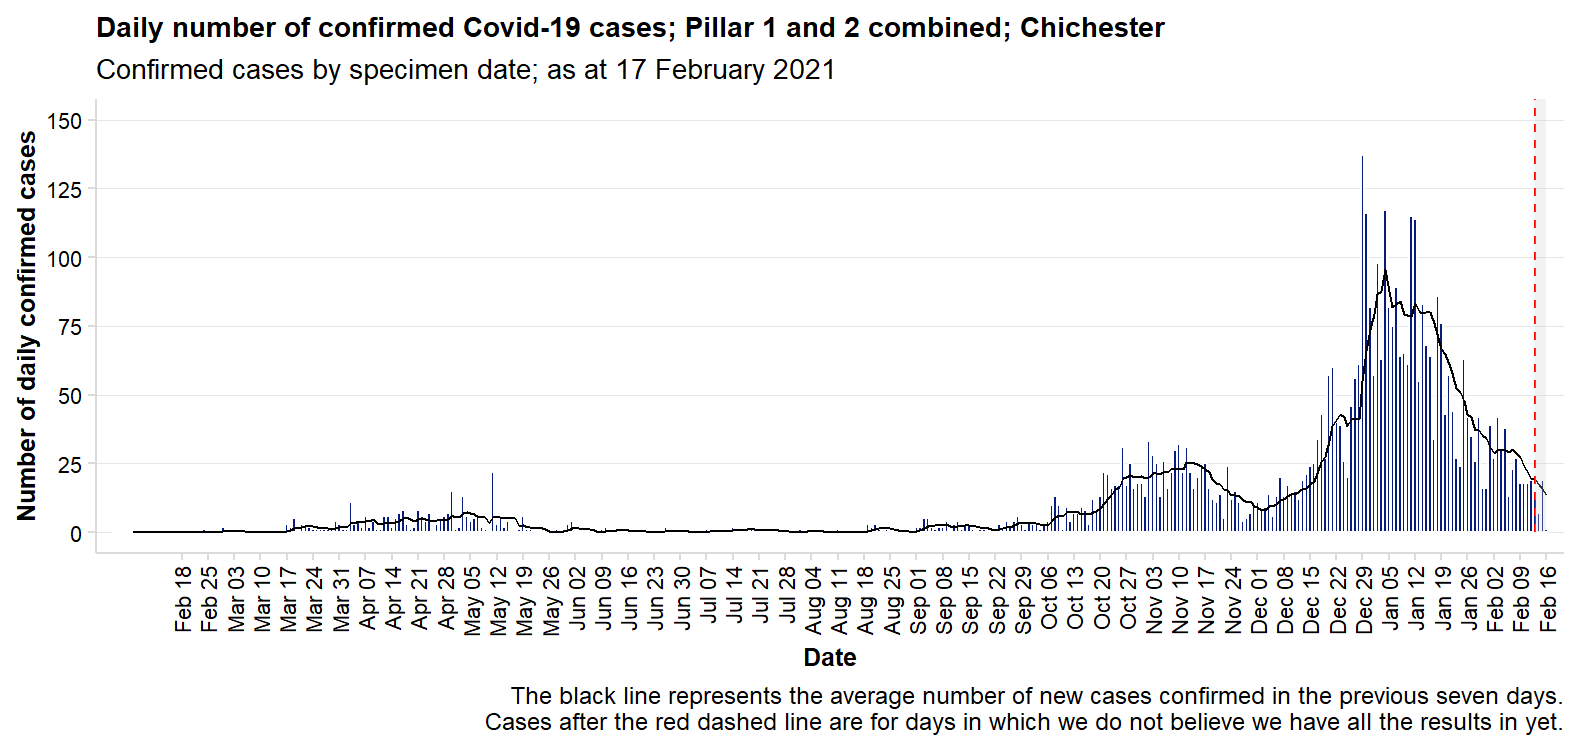 Daily number of confirmed Covid-19 cases; Pillar 1 and 2 combined; Chichester
Confirmed cases by specimen date; as at 17 February 2021
Number of daily confirmed cases
150
125
100
75
50
25
0
Feb 18
Feb 25
Mar 03
Mar 10
Mar 17
Mar 24
Mar 31
Apr 07
Apr 14
Apr 21
Apr 28
May 05
May 12
May 19
May 26
Jun 02
Jun 09
Jun 16
Jun 23
Jun 30
Jul 07
Jul 14
Jul 21
Jul 28
Aug 04
Aug 11
Aug 18
Aug 25
Sep 01
Sep 08
Sep 15
Sep 22
Sep 29
Oct 06
Oct 13
Oct 20
Oct 27
Nov 03
Nov 10
Nov 17
Nov 24
Dec 01
Dec 08
Dec 15
Dec 22
Dec 29
Jan 05
Jan 12
Jan 19
Jan 26
Feb 02
Feb 09
Feb 16
Date
The black line represents the average number of new cases confirmed in the previous seven days.
Cases after the red dashed line are for days in which we do not believe we have all the results in yet.